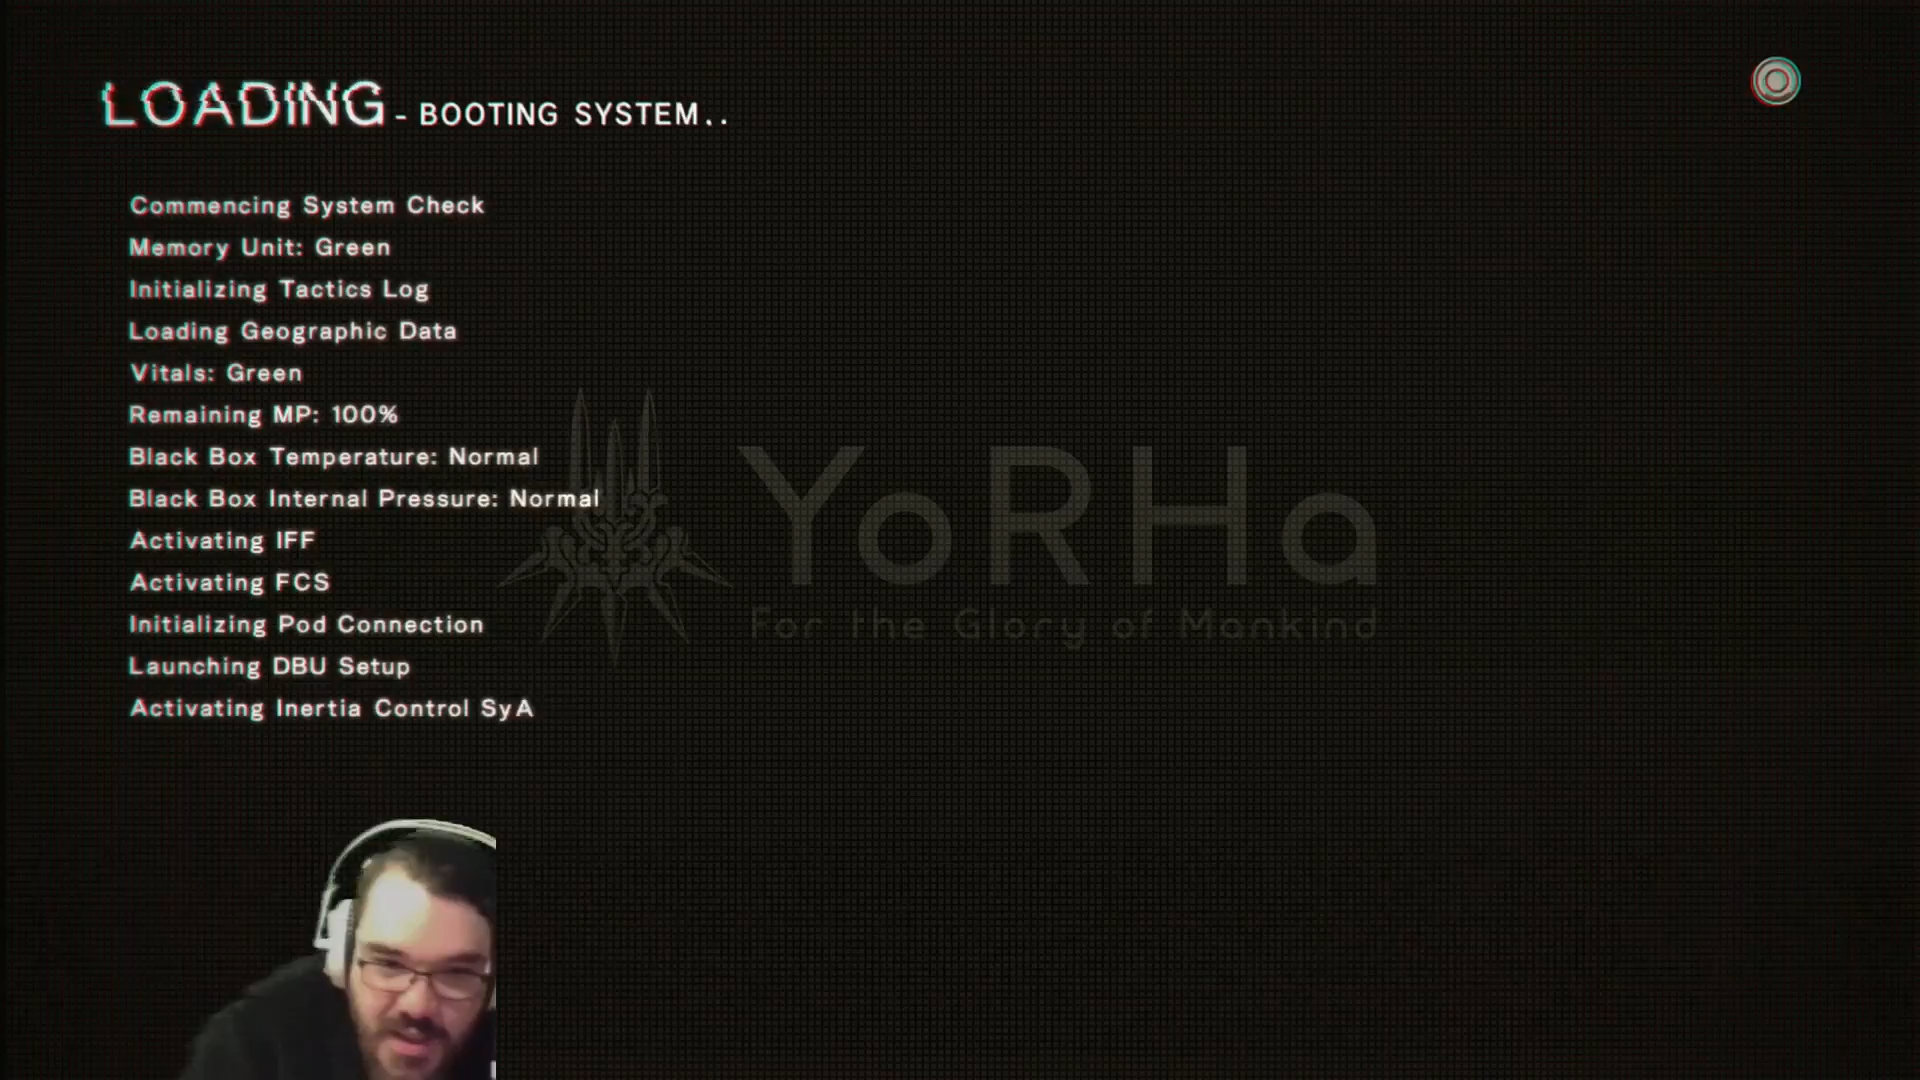 LOADING - BOOTING SYSTEM..
Commencing System Check
Memory Unit: Green
Initializing Tactics Log
Loading Geographic Data
Vitals: Green
Remaining MP: 100%
Black Box Temperature: Normal
Black Box Internal Pressure: Normal
Activating IFF
Activating FCS
Initializing Pod Connection
Launching DBU Setup
Activating Inertia Control SyA
YoRHa
For the Glory of Mankind